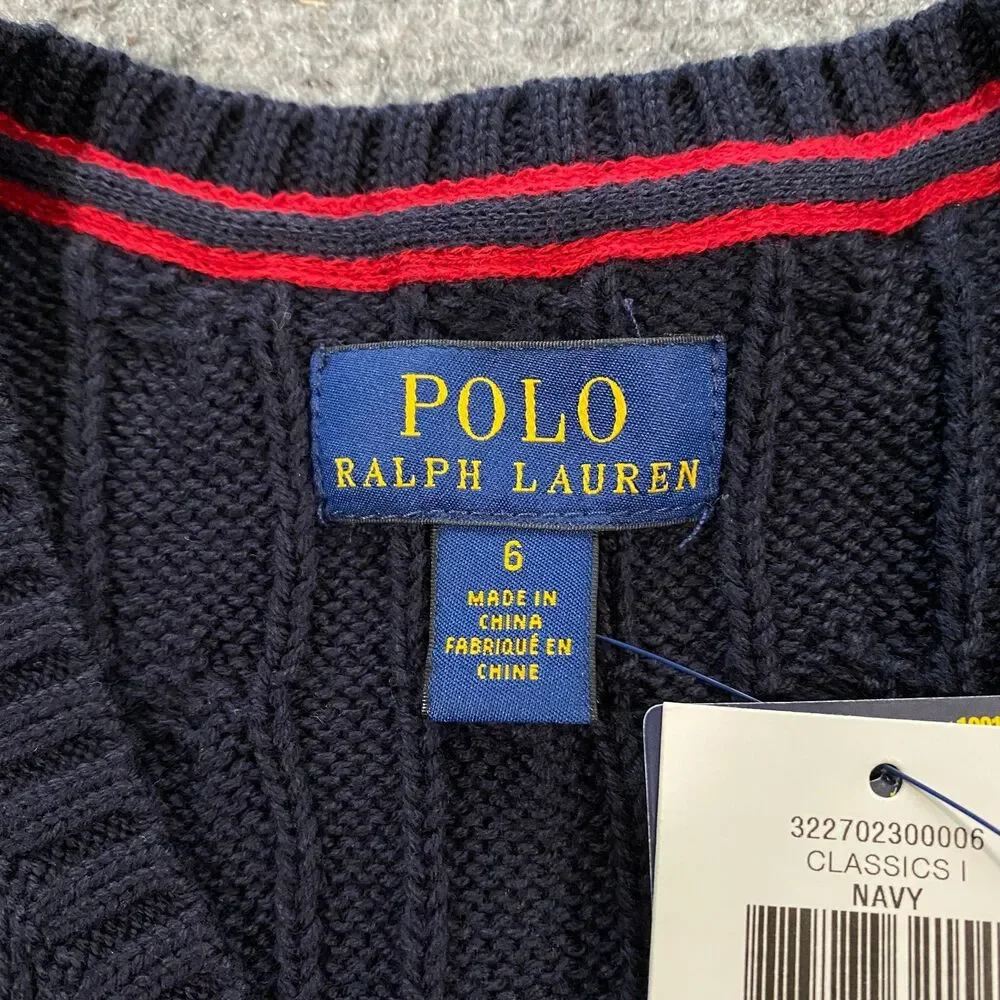 POLO
RALPH LAUREN
6
MADE IN
CHINA
FABRIQUÉ EN
CHINE
322702300006
CLASSICS I
NAVY